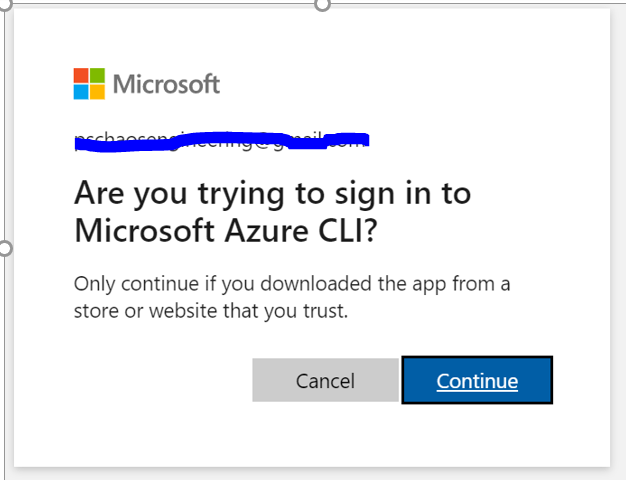 Microsoft
Are you trying to sign in to
Microsoft Azure CLI?
Only continue if you downloaded the app from a
store or website that you trust.
Cancel
Continue